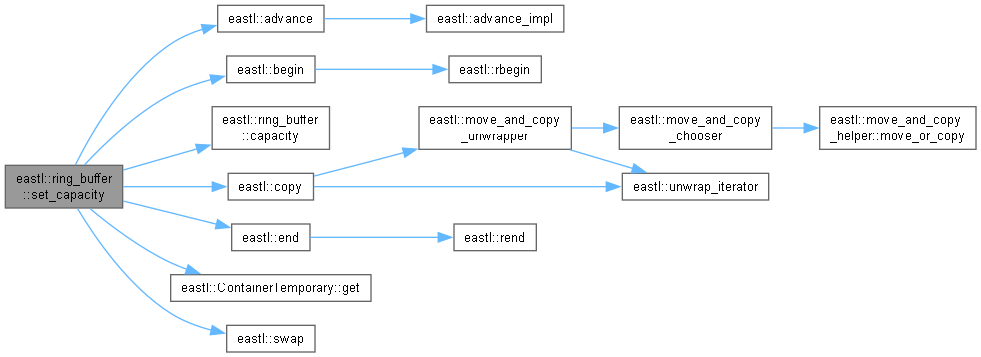 eastl::advance
eastl::advance_impl
eastl::begin
eastl::rbegin
eastl::ring_buffer
::capacity
eastl::move_and_copy
_unwrapper
eastl::move_and_copy
_chooser
eastl::move_and_copy
_helper::move_or_copy
eastl::ring_buffer
::set_capacity
eastl::copy
eastl::unwrap_iterator
eastl::end
eastl::rend
eastl::ContainerTemporary::get
eastl::swap